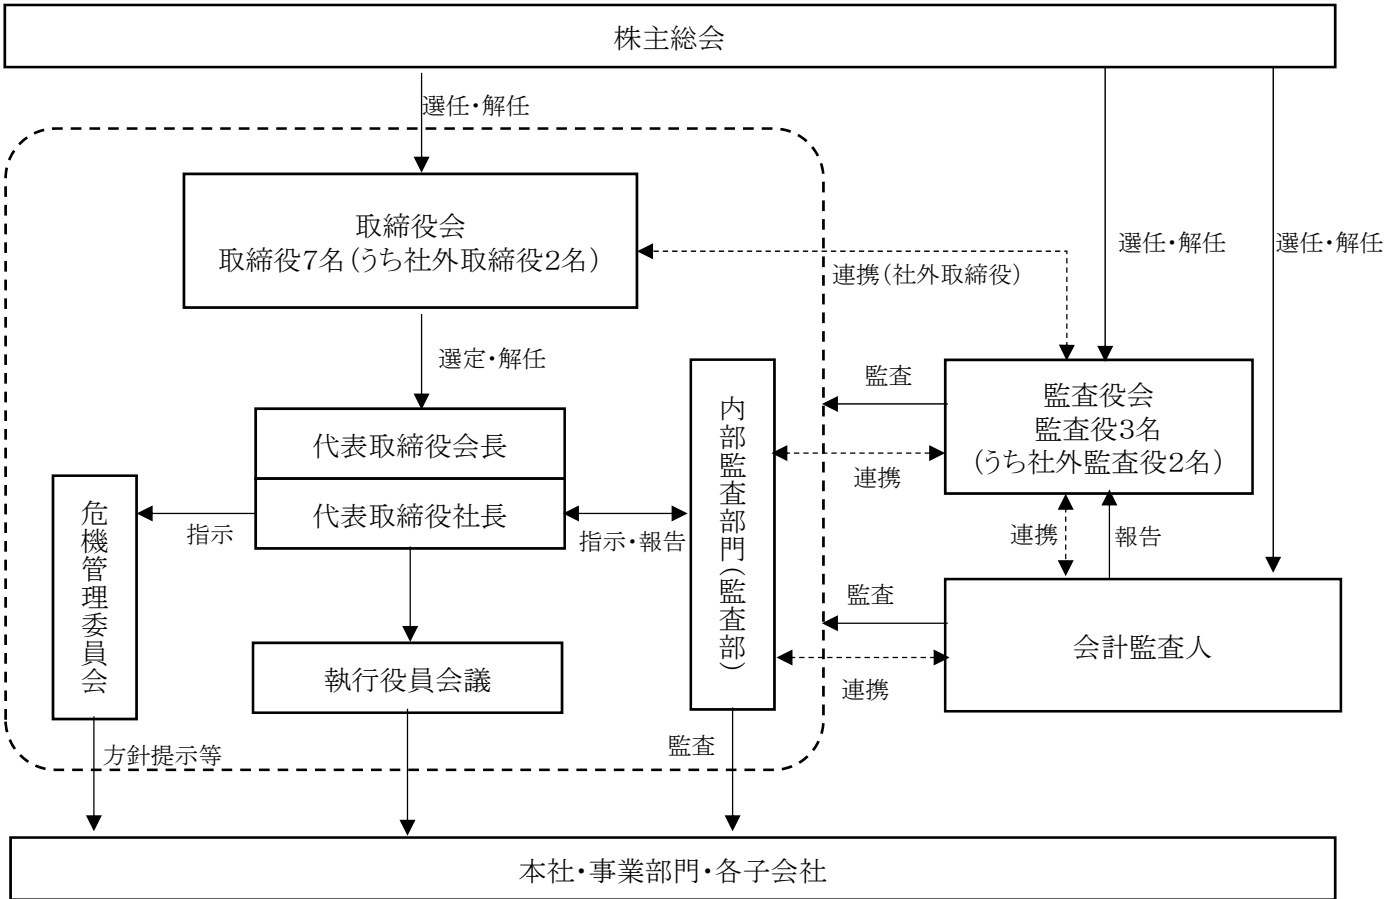 株主総会
選任・解任
取締役会
取締役7名(うち社外取締役2名)
選任・解任
選任・解任
連携(社外取締役)
選定・解任
監査
監査役会
監査役3名
(うち社外監査役2名)
代表取締役会長
代表取締役社長
内部監査部門(監査部)
連携
危機管理委員会
指示
指示・報告
連携
報告
監査
会計監査人
執行役員会議
連携
方針提示等
監査
本社・事業部門・各子会社